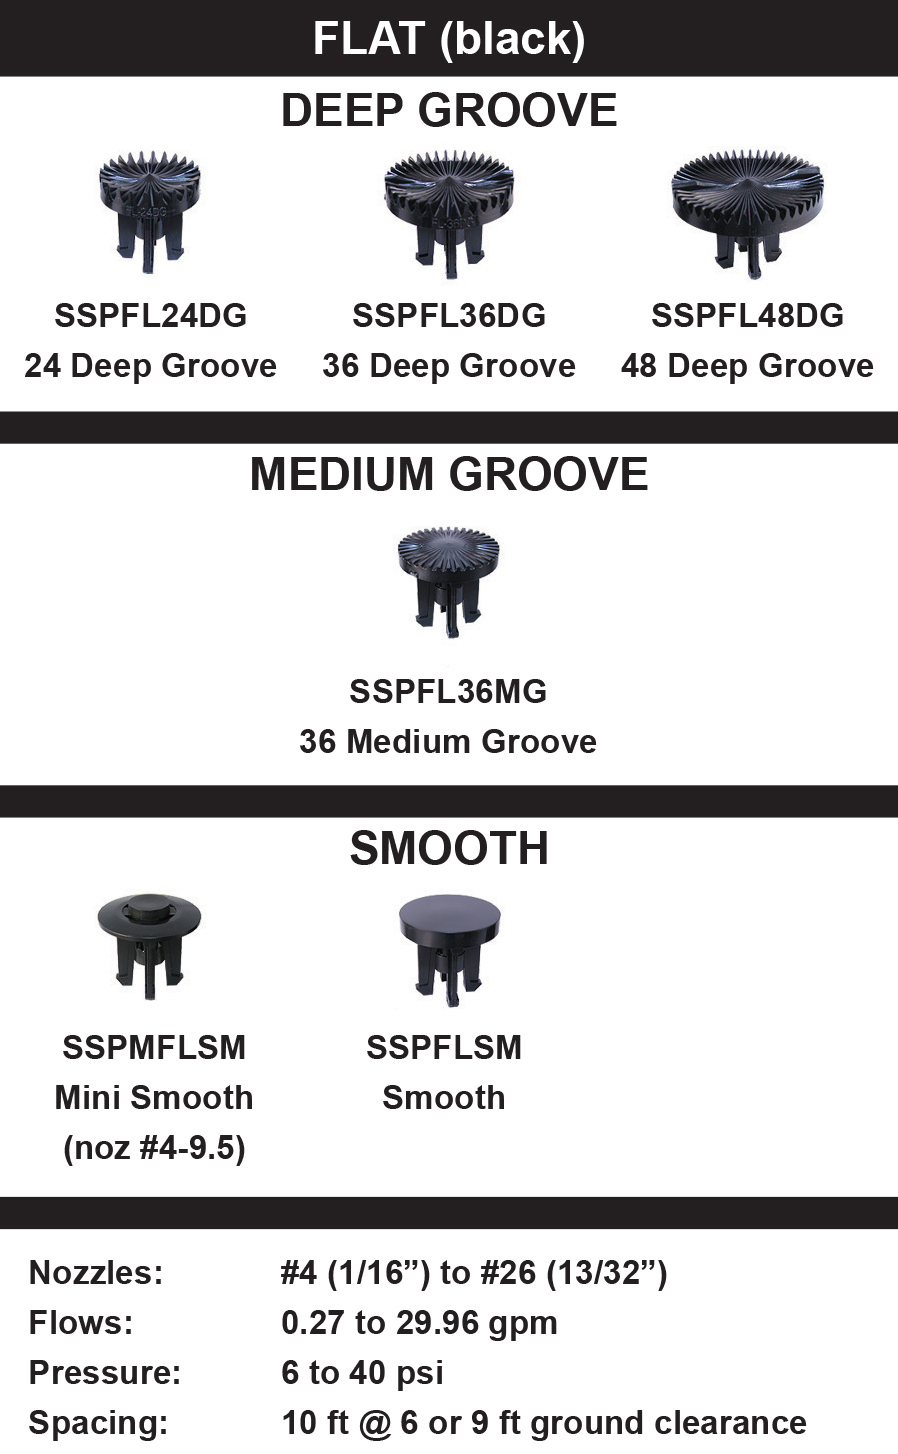 FLAT (black)
DEEP GROOVE
FL-24DG
SSPFL24DG
SSPFL36DG
SSPFL48DG
24 Deep Groove
36 Deep Groove
48 Deep Groove
MEDIUM GROOVE
SSPFL36MG
36 Medium Groove
SMOOTH
SSPMFLSM
SSPFLSM
Mini Smooth
Smooth
(noz #4-9.5)
Nozzles: #4 (1/16”) to #26 (13/32”)
Flows: 0.27 to 29.96 gpm
Pressure: 6 to 40 psi
Spacing: 10 ft @ 6 or 9 ft ground clearance